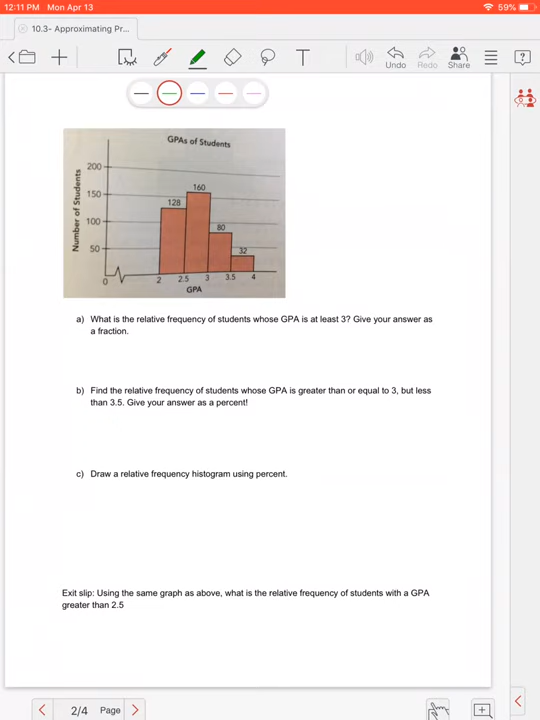 12:11 PM Mon Apr 13
59%
10.3- Approximating Pr...
T
Undo
Redo
Share
?
GPAs of Students
Number of Students
200
150
100
50
128
160
80
32
0
2
2.5
3
3.5
4
GPA
a) What is the relative frequency of students whose GPA is at least 3? Give your answer as
a fraction.
b) Find the relative frequency of students whose GPA is greater than or equal to 3, but less
than 3.5. Give your answer as a percent!
c) Draw a relative frequency histogram using percent.
Exit slip: Using the same graph as above, what is the relative frequency of students with a GPA
greater than 2.5
2/4 Page